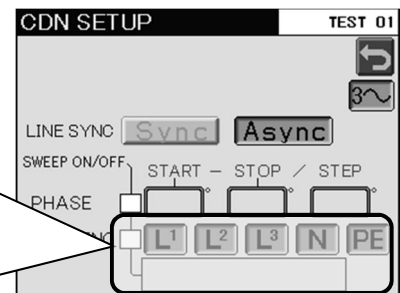 CDN SETUP TEST 01
3
LINE SYNC Sync Async
SWEEP ON/OFF START – STOP / STEP
PHASE ° ° °
L1 L2 L3 N PE